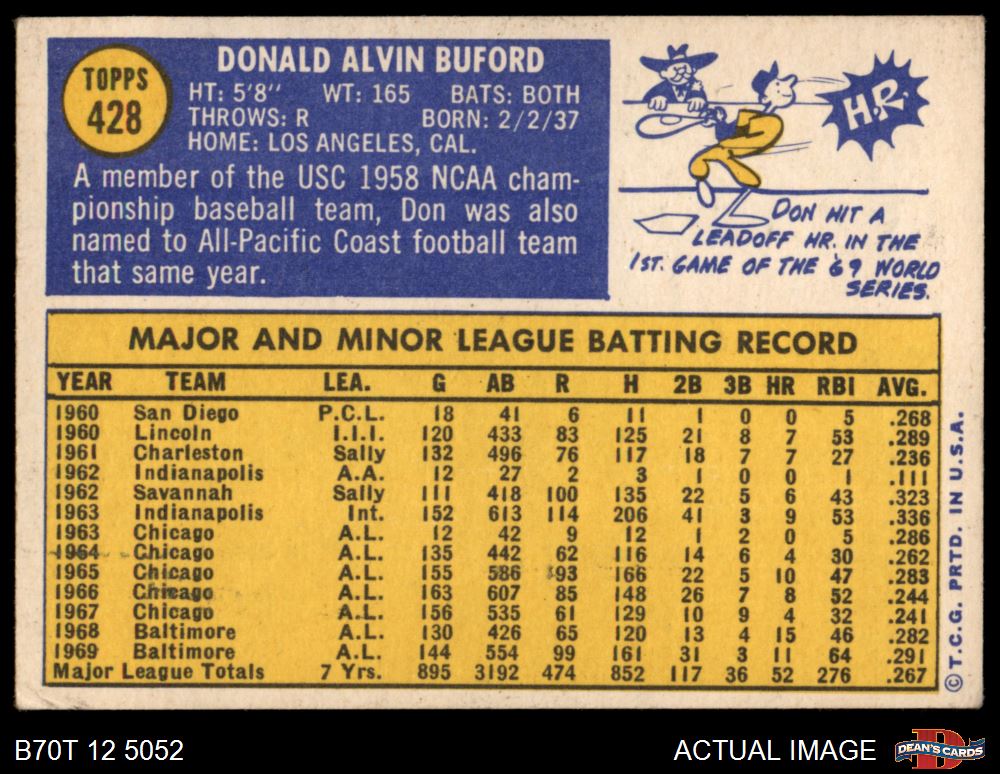 TOPPS
428
DONALD ALVIN BUFORD
HT: 5'8" WT: 165 BATS: BOTH
THROWS: R BORN: 2/2/37
HOME: LOS ANGELES, CAL.
A member of the USC 1958 NCAA cham-
pionship baseball team, Don was also
named to All-Pacific Coast football team
that same year.
H.R.
DON HIT A
LEADOFF HR. IN THE
1ST. GAME OF THE '69 WORLD
SERIES.
MAJOR AND MINOR LEAGUE BATTING RECORD
YEAR TEAM LEA. G AB R H 2B 3B HR RBI AVG.
1960 San Diego P.C.L. 18 41 6 11 1 0 0 5 .268
1960 Lincoln I.I.I. 120 433 83 125 21 8 7 53 .289
1961 Charleston Sally 132 496 76 117 18 7 7 27 .236
1962 Indianapolis A.A. 12 27 2 3 1 0 0 1 .111
1962 Savannah Sally 111 418 100 135 22 5 6 43 .323
1963 Indianapolis Int. 152 613 114 206 41 3 9 53 .336
1963 Chicago A.L. 12 42 9 12 1 2 0 5 .286
1964 Chicago A.L. 135 442 62 116 14 6 4 30 .262
1965 Chicago A.L. 155 586 93 166 22 5 10 47 .283
1966 Chicago A.L. 163 607 85 148 26 7 8 52 .244
1967 Chicago A.L. 156 535 61 129 10 9 4 32 .241
1968 Baltimore A.L. 130 426 65 120 13 4 15 46 .282
1969 Baltimore A.L. 144 554 99 161 31 3 11 64 .291
Major League Totals 7 Yrs. 895 3192 474 852 117 36 52 276 .267
© T.C.G. PRTD. IN U.S.A.
B70T 12 5052
ACTUAL IMAGE
D
DEAN'S CARDS